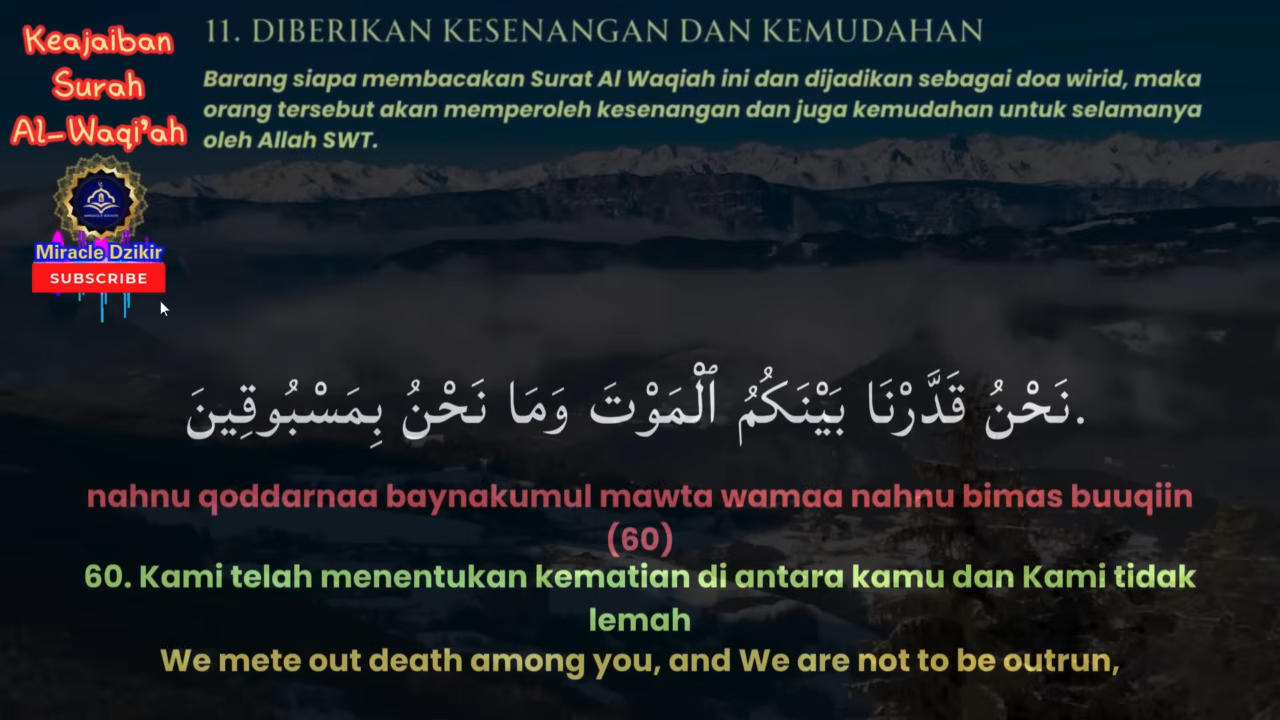 Keajaiban
Surah
Al-Waqi'ah
11. DIBERIKAN KESENANGAN DAN KEMUDAHAN
Barang siapa membacakan Surat Al Waqiah ini dan dijadikan sebagai doa wirid, maka
orang tersebut akan memperoleh kesenangan dan juga kemudahan untuk selamanya
oleh Allah SWT.
Miracle Dzikir
SUBSCRIBE
نَحْنُ قَدَّرْنَا بَيْنَكُمُ ٱلْمَوْتَ وَمَا نَحْنُ بِمَسْبُوقِينَ.
nahnu qoddarnaa baynakumul mawta wamaa nahnu bimas buuqiin
(60)
60. Kami telah menentukan kematian di antara kamu dan Kami tidak
lemah
We mete out death among you, and We are not to be outrun,